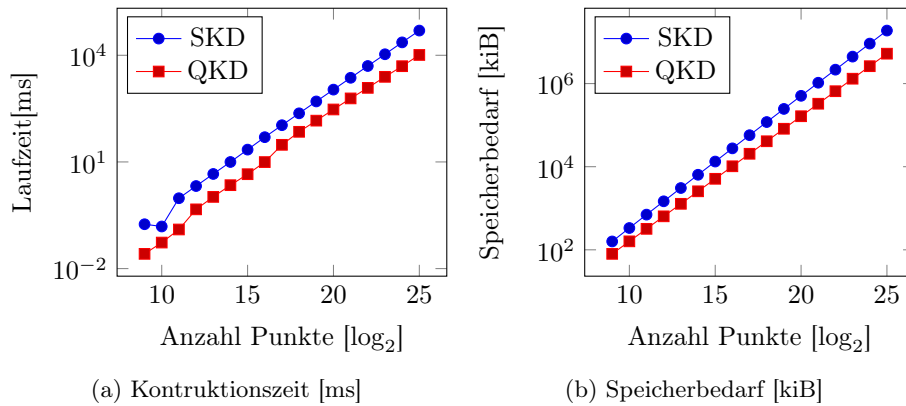 SKD
QKD
10^4
10^1
10^−2
10
15
20
25
Laufzeit[ms]
Anzahl Punkte [log_2]
(a) Kontruktionszeit [ms]
SKD
QKD
10^6
10^4
10^2
10
15
20
25
Speicherbedarf [kiB]
Anzahl Punkte [log_2]
(b) Speicherbedarf [kiB]